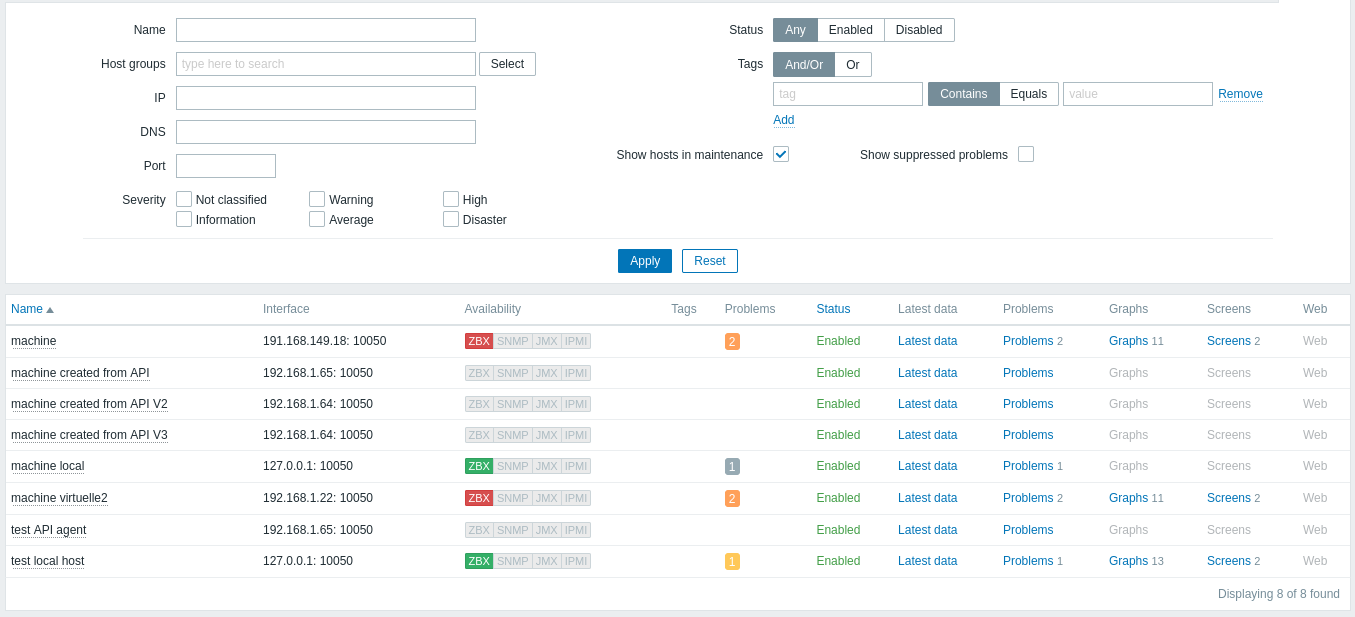 Name Status Any Enabled Disabled
Host groups type here to search Select Tags And/Or Or
IP tag Contains Equals value Remove
Add
DNS
Port Show hosts in maintenance Show suppressed problems
Severity Not classified Warning High
Information Average Disaster
Apply Reset
Name Interface Availability Tags Problems Status Latest data Problems Graphs Screens Web
machine 191.168.149.18: 10050 ZBX SNMP JMX IPMI 2 Enabled Latest data Problems 2 Graphs 11 Screens 2 Web
machine created from API 192.168.1.65: 10050 ZBX SNMP JMX IPMI Enabled Latest data Problems Graphs Screens Web
machine created from API V2 192.168.1.64: 10050 ZBX SNMP JMX IPMI Enabled Latest data Problems Graphs Screens Web
machine created from API V3 192.168.1.64: 10050 ZBX SNMP JMX IPMI Enabled Latest data Problems Graphs Screens Web
machine local 127.0.0.1: 10050 ZBX SNMP JMX IPMI 1 Enabled Latest data Problems 1 Graphs Screens Web
machine virtuelle2 192.168.1.22: 10050 ZBX SNMP JMX IPMI 2 Enabled Latest data Problems 2 Graphs 11 Screens 2 Web
test API agent 192.168.1.65: 10050 ZBX SNMP JMX IPMI Enabled Latest data Problems Graphs Screens Web
test local host 127.0.0.1: 10050 ZBX SNMP JMX IPMI 1 Enabled Latest data Problems 1 Graphs 13 Screens 2 Web
Displaying 8 of 8 found